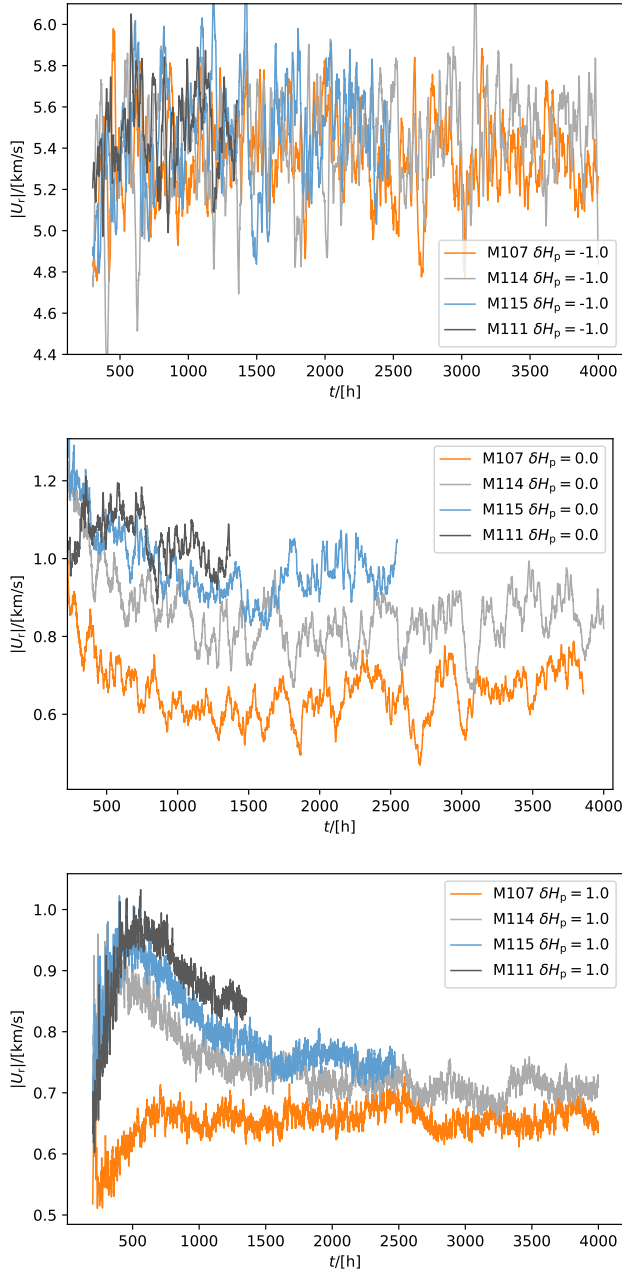 6.0
5.8
5.6
5.4
5.2
5.0
4.8
4.6
4.4
|U_r|/[km/s]
M107 δH_p = -1.0
M114 δH_p = -1.0
M115 δH_p = -1.0
M111 δH_p = -1.0
500 1000 1500 2000 2500 3000 3500 4000
t/[h]
1.2
1.0
0.8
0.6
|U_r|/[km/s]
M107 δH_p = 0.0
M114 δH_p = 0.0
M115 δH_p = 0.0
M111 δH_p = 0.0
500 1000 1500 2000 2500 3000 3500 4000
t/[h]
1.0
0.9
0.8
0.7
0.6
0.5
|U_r|/[km/s]
M107 δH_p = 1.0
M114 δH_p = 1.0
M115 δH_p = 1.0
M111 δH_p = 1.0
500 1000 1500 2000 2500 3000 3500 4000
t/[h]